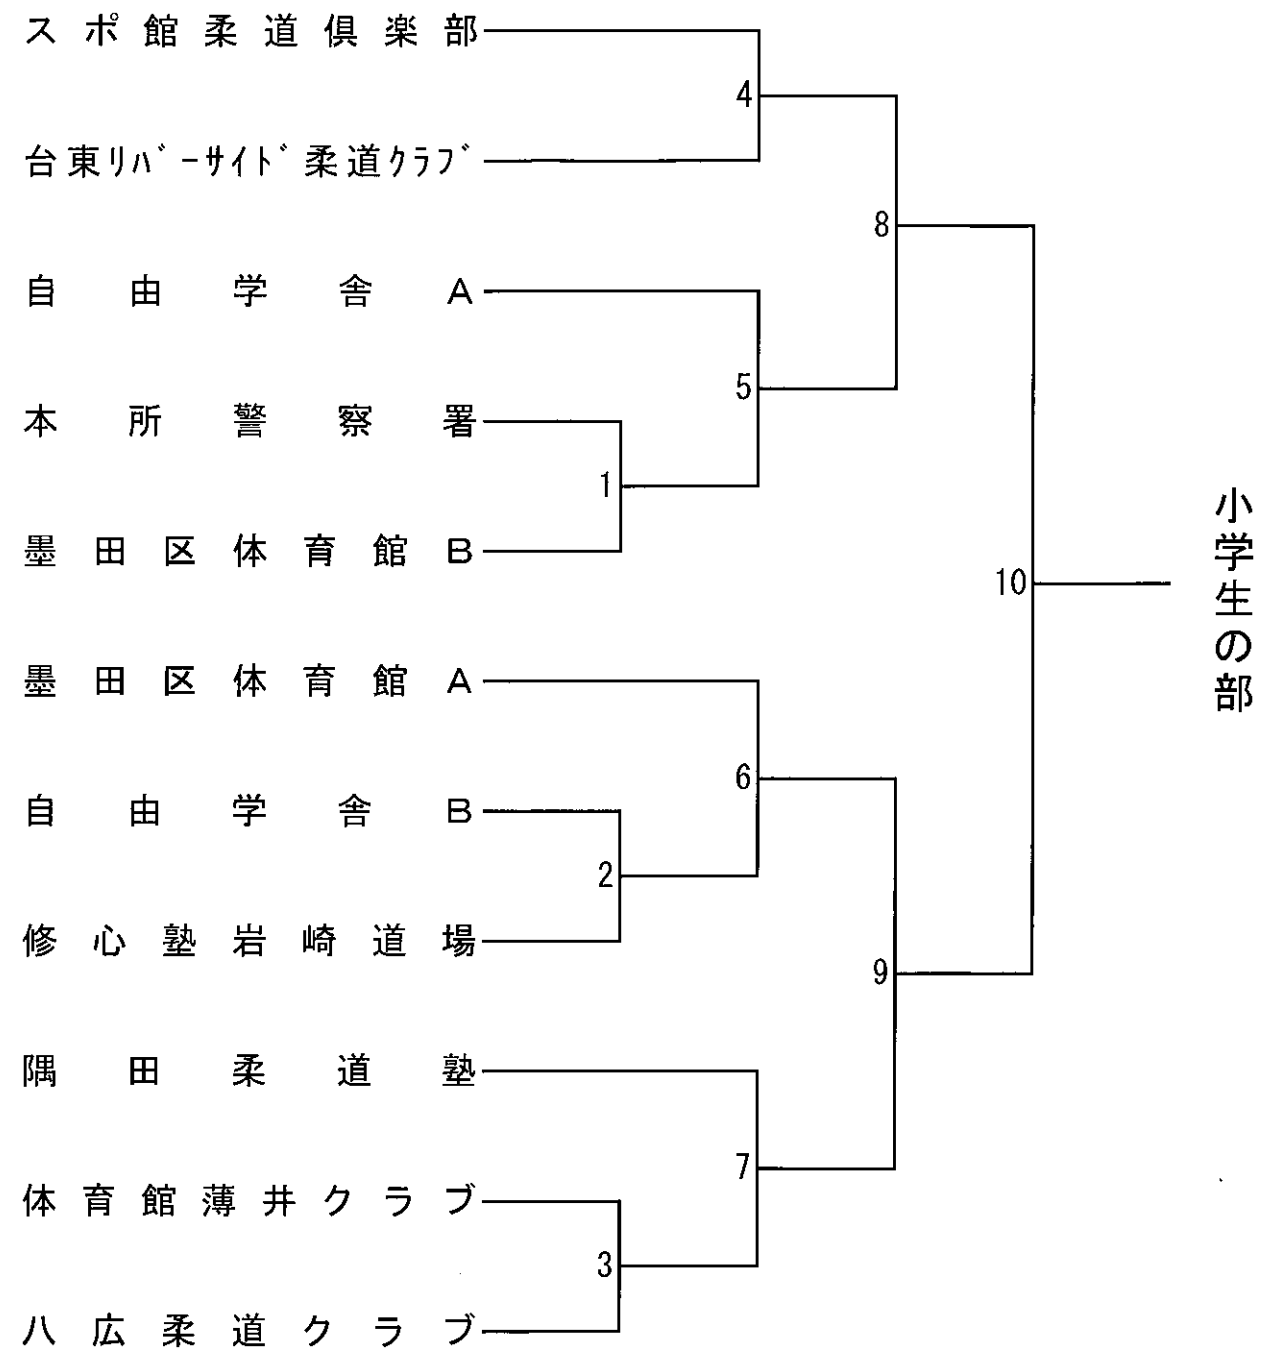 スポ館柔道倶楽部
4
台東ﾘﾊﾞｰｻｲﾄﾞ柔道ｸﾗﾌﾞ
8
自由学舎A
5
本所警察署
1
墨田区体育館B
10
小学生の部
墨田区体育館A
6
自由学舎B
2
修心塾岩崎道場
9
隅田柔道塾
7
体育館薄井クラブ
3
八広柔道クラブ